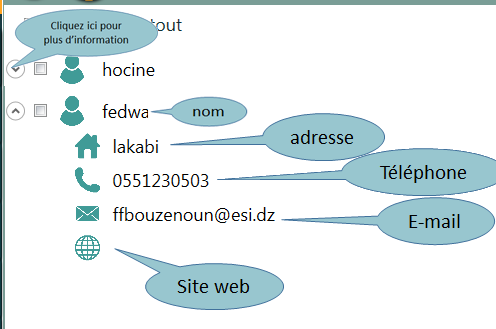 Cliquez ici pour
plus d'information
tout
hocine
fedwa
nom
lakabi
adresse
0551230503
Téléphone
ffbouzenoun@esi.dz
E-mail
Site web